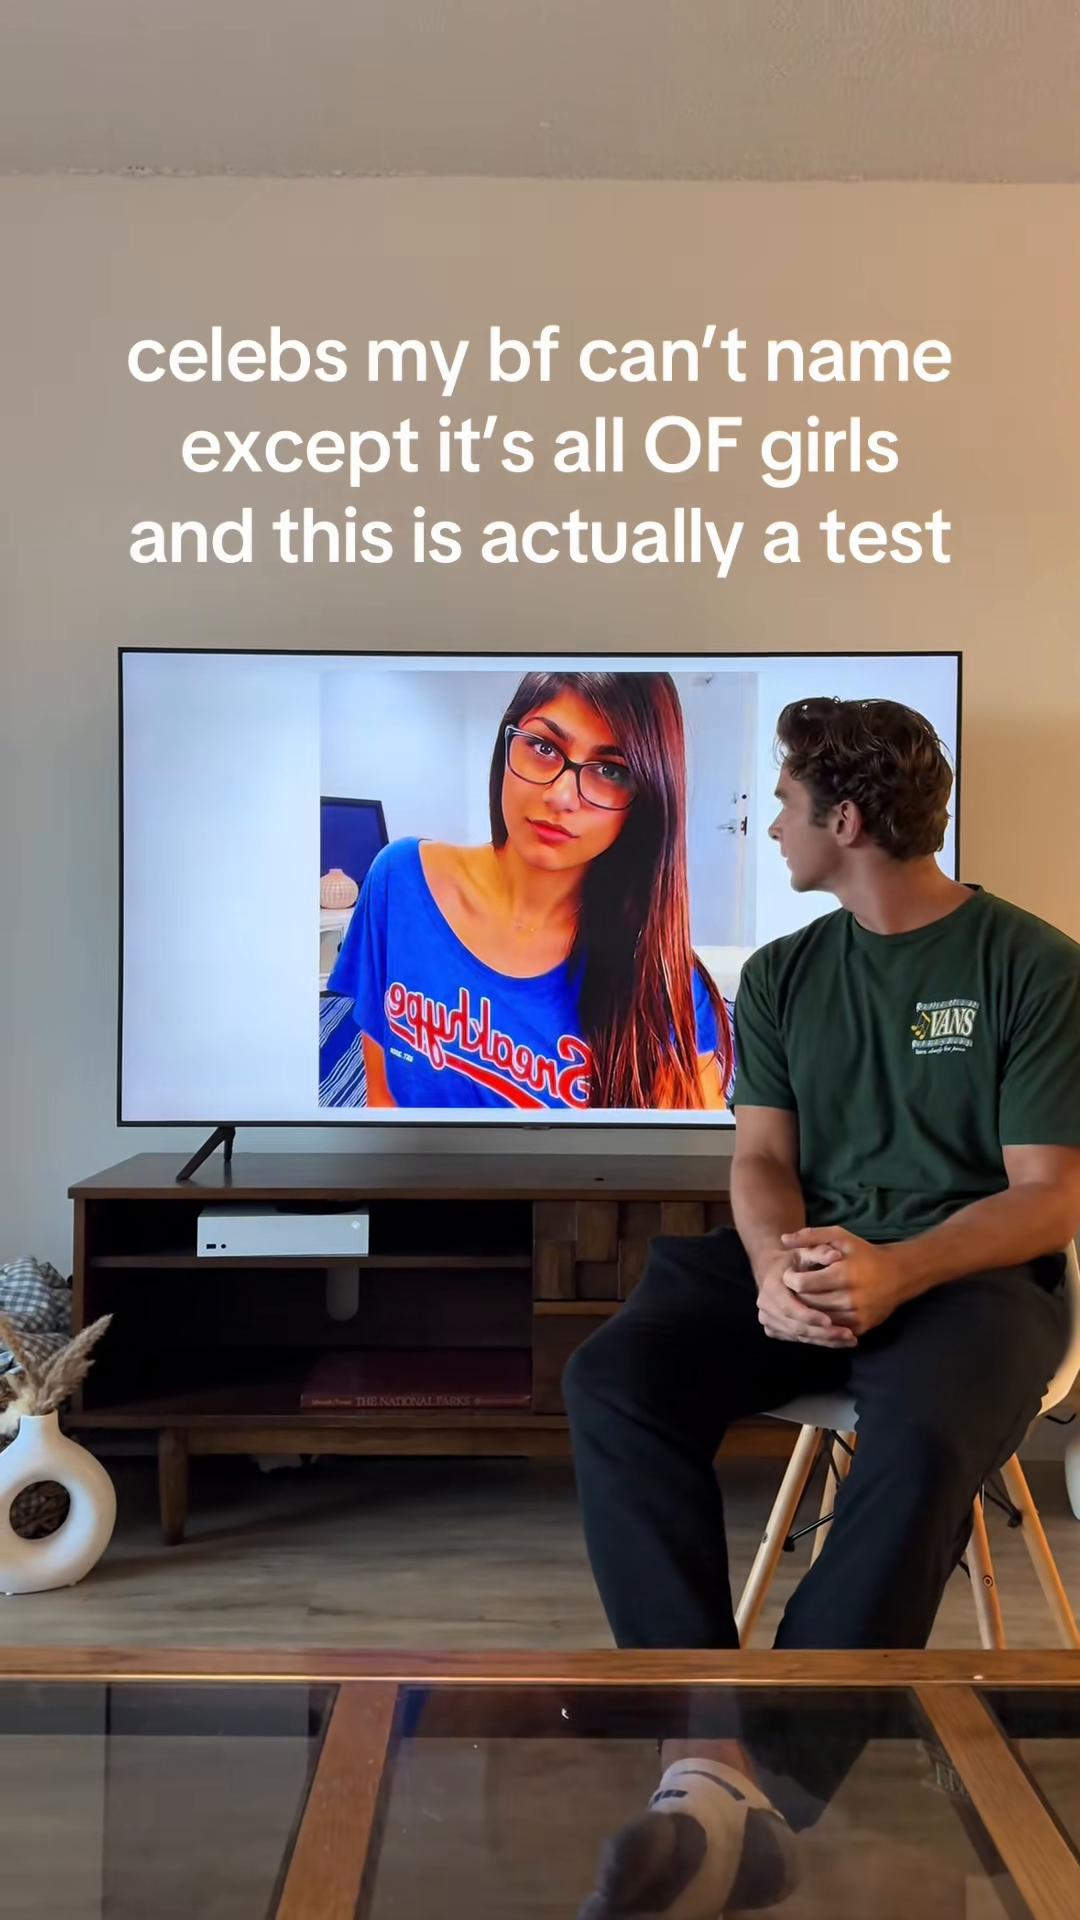 celebs my bf can’t name
except it’s all OF girls
and this is actually a test
Sneakhype
VANS
THE NATIONAL PARKS